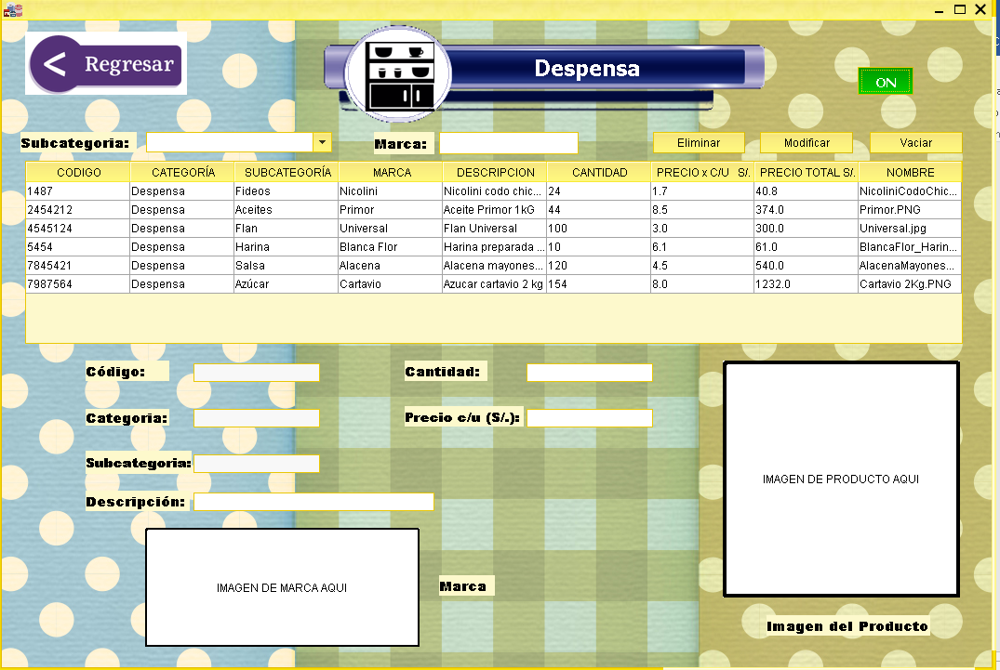 Regresar
Despensa
ON
Subcategoria:
Marca:
Eliminar Modificar Vaciar
CODIGO CATEGORÍA SUBCATEGORÍA MARCA DESCRIPCION CANTIDAD PRECIO x C/U S/. PRECIO TOTAL S/. NOMBRE
1487 Despensa Fideos Nicolini Nicolini codo chic... 24 1.7 40.8 NicoliniCodoChic...
2454212 Despensa Aceites Primor Aceite Primor 1kG 44 8.5 374.0 Primor.PNG
4545124 Despensa Flan Universal Flan Universal 100 3.0 300.0 Universal.jpg
5454 Despensa Harina Blanca Flor Harina preparada ... 10 6.1 61.0 BlancaFlor_Harin...
7845421 Despensa Salsa Alacena Alacena mayones... 120 4.5 540.0 AlacenaMayones...
7987564 Despensa Azúcar Cartavio Azucar cartavio 2 kg 154 8.0 1232.0 Cartavio 2Kg.PNG
Código:
Cantidad:
Categoria:
Precio c/u (S/.):
Subcategoria:
Descripción:
IMAGEN DE PRODUCTO AQUI
IMAGEN DE MARCA AQUI
Marca
Imagen del Producto